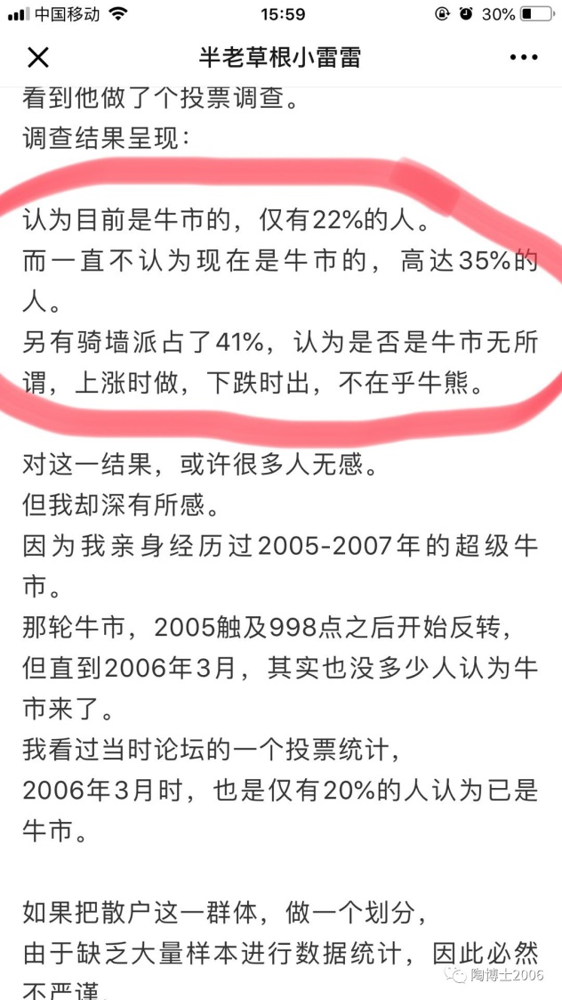 中国移动
15:59
30%
半老草根小雷雷
看到他做了个投票调查。
调查结果呈现：
认为目前是牛市的，仅有22%的人。
而一直不认为现在是牛市的，高达35%的
人。
另有骑墙派占了41%，认为是否是牛市无所
谓，上涨时做，下跌时出，不在乎牛熊。
对这一结果，或许很多人无感。
但我却深有所感。
因为我亲身经历过2005-2007年的超级牛
市。
那轮牛市，2005触及998点之后开始反转，
但直到2006年3月，其实也没多少人认为牛
市来了。
我看过当时论坛的一个投票统计，
2006年3月时，也是仅有20%的人认为已是
牛市。
如果把散户这一群体，做一个划分，
由于缺乏大量样本进行数据统计，因此必然
不严谨，
陶博士2006